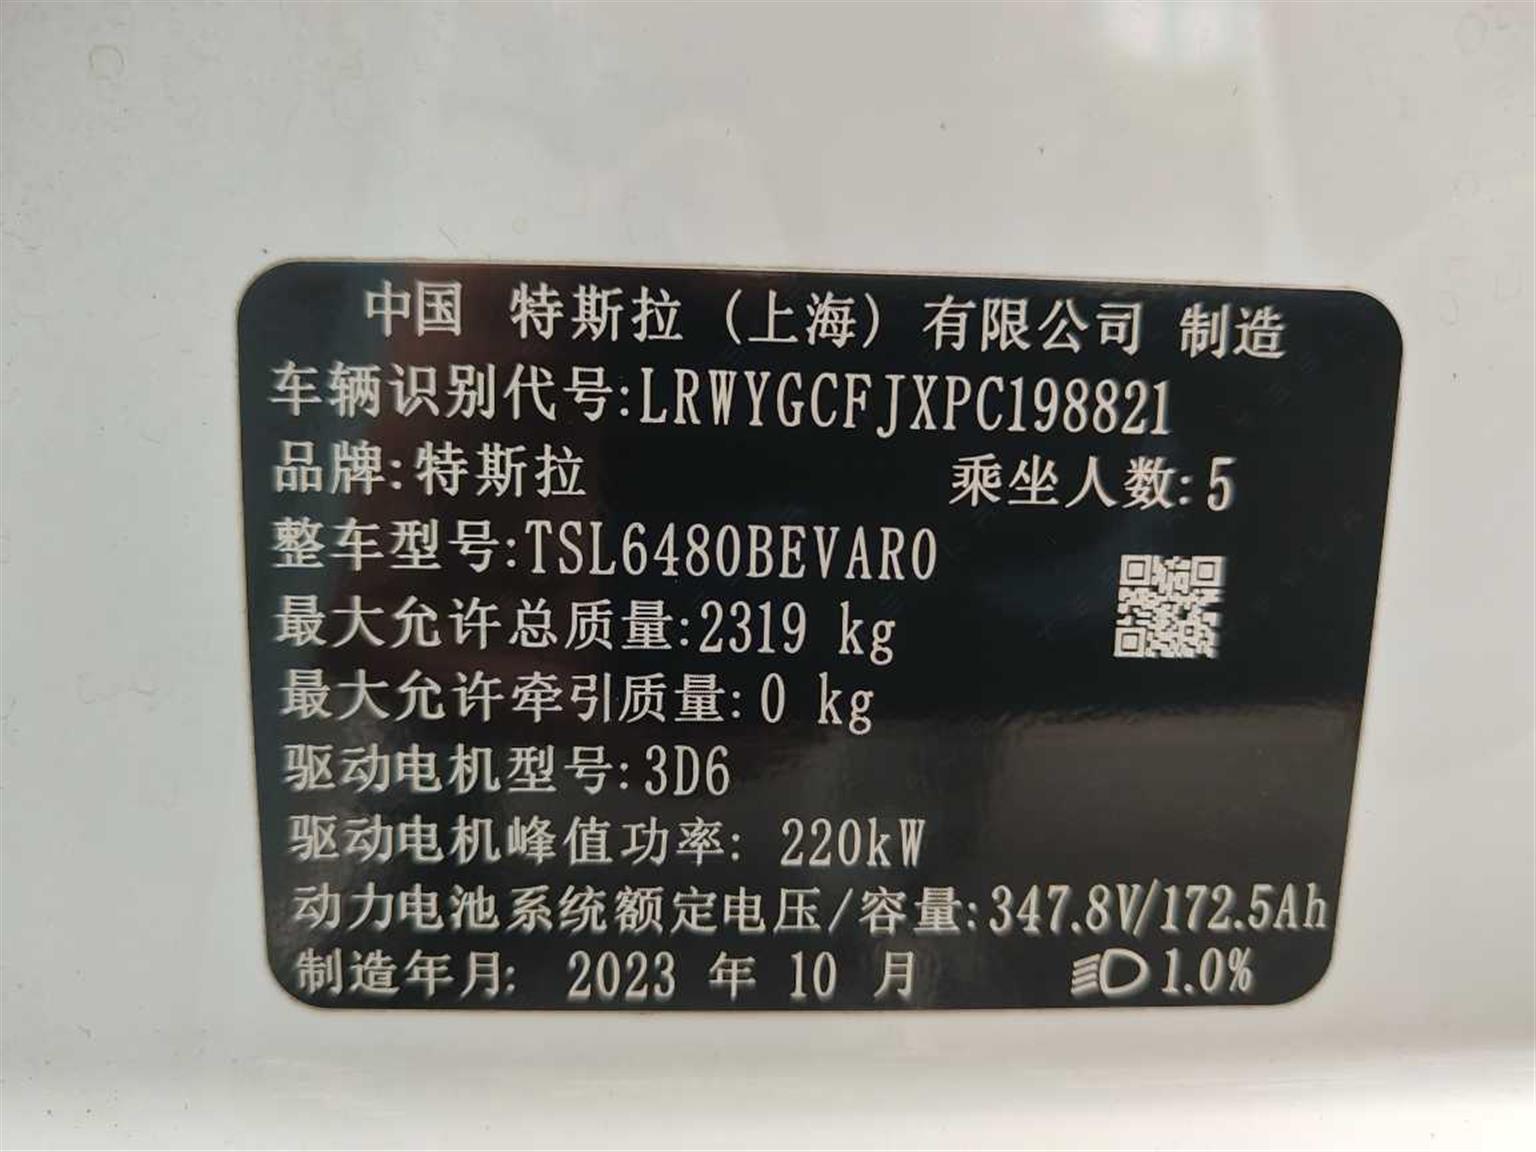 中国 特斯拉（上海）有限公司 制造
车辆识别代号:LRWYGCFJXPC198821
品牌:特斯拉 乘坐人数:5
整车型号:TSL6480BEVAR0
最大允许总质量:2319 kg
最大允许牵引质量:0 kg
驱动电机型号:3D6
驱动电机峰值功率: 220kW
动力电池系统额定电压/容量:347.8V/172.5Ah
制造年月: 2023 年 10 月 1.0%